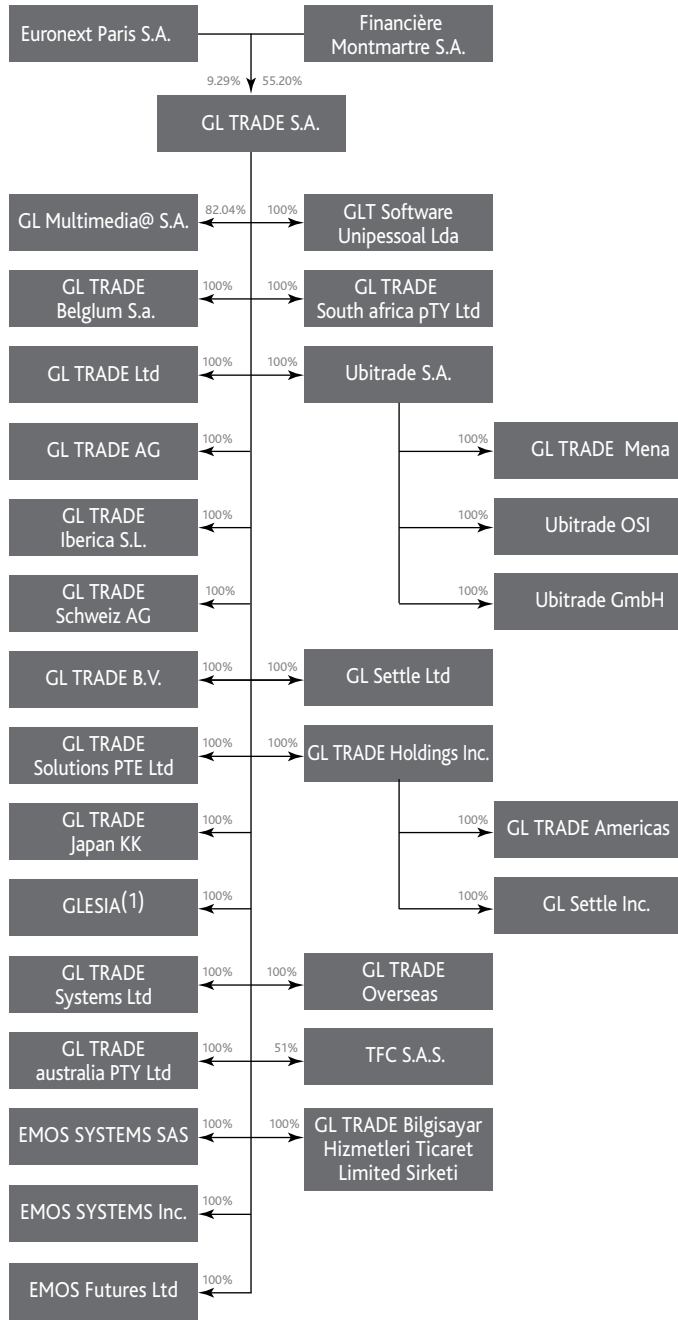 Euronext Paris S.A.
Financière
Montmartre S.A.
9.29%
55.20%
GL TRADE S.A.
GL Multimedia@ S.A.
82.04%
100%
GLT Software
Unipessoal Lda
GL TRADE
BelgIum S.a.
100%
100%
GL TRADE
South africa pTY Ltd
GL TRADE Ltd
100%
100%
Ubitrade S.A.
GL TRADE AG
100%
100%
GL TRADE Mena
GL TRADE
Iberica S.L.
100%
100%
Ubitrade OSI
GL TRADE
Schweiz AG
100%
100%
Ubitrade GmbH
GL TRADE B.V.
100%
100%
GL Settle Ltd
GL TRADE
Solutions PTE Ltd
100%
100%
GL TRADE Holdings Inc.
GL TRADE
Japan KK
100%
100%
GL TRADE Americas
GLESIA(1)
100%
100%
GL Settle Inc.
GL TRADE
Systems Ltd
100%
100%
GL TRADE
Overseas
GL TRADE
australia PTY Ltd
100%
51%
TFC S.A.S.
EMOS SYSTEMS SAS
100%
100%
GL TRADE Bilgisayar
Hizmetleri Ticaret
Limited Sirketi
EMOS SYSTEMS Inc.
100%
EMOS Futures Ltd
100%